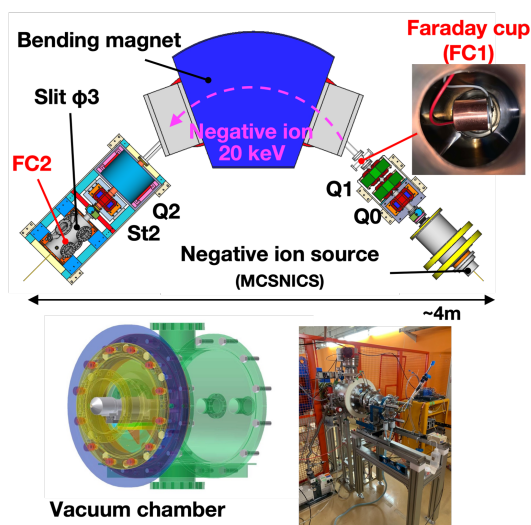 Bending magnet
Faraday cup
(FC1)
Slit φ3
Negative ion
20 keV
FC2
Q1
Q2
Q0
St2
Negative ion source
(MCSNICS)
~4m
Vacuum chamber